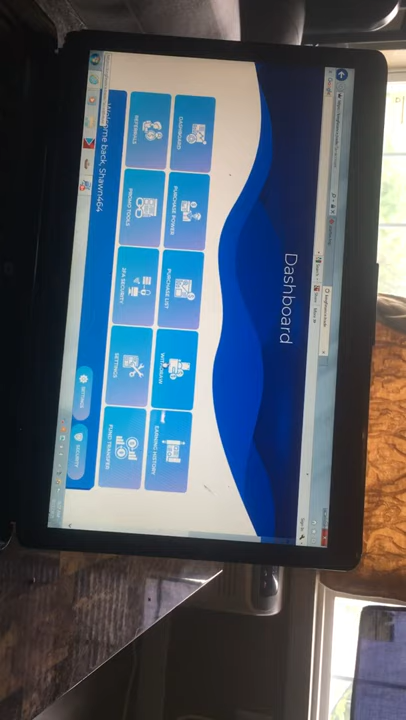 Dashboard
DASHBOARD
PURCHASE POWER
PURCHASE LIST
WITHDRAW
EARNING HISTORY
REFERRALS
PROMO TOOLS
2FA SECURITY
SETTINGS
FUND TRANSFER
Welcome back, Shawn464
SETTINGS
SECURITY